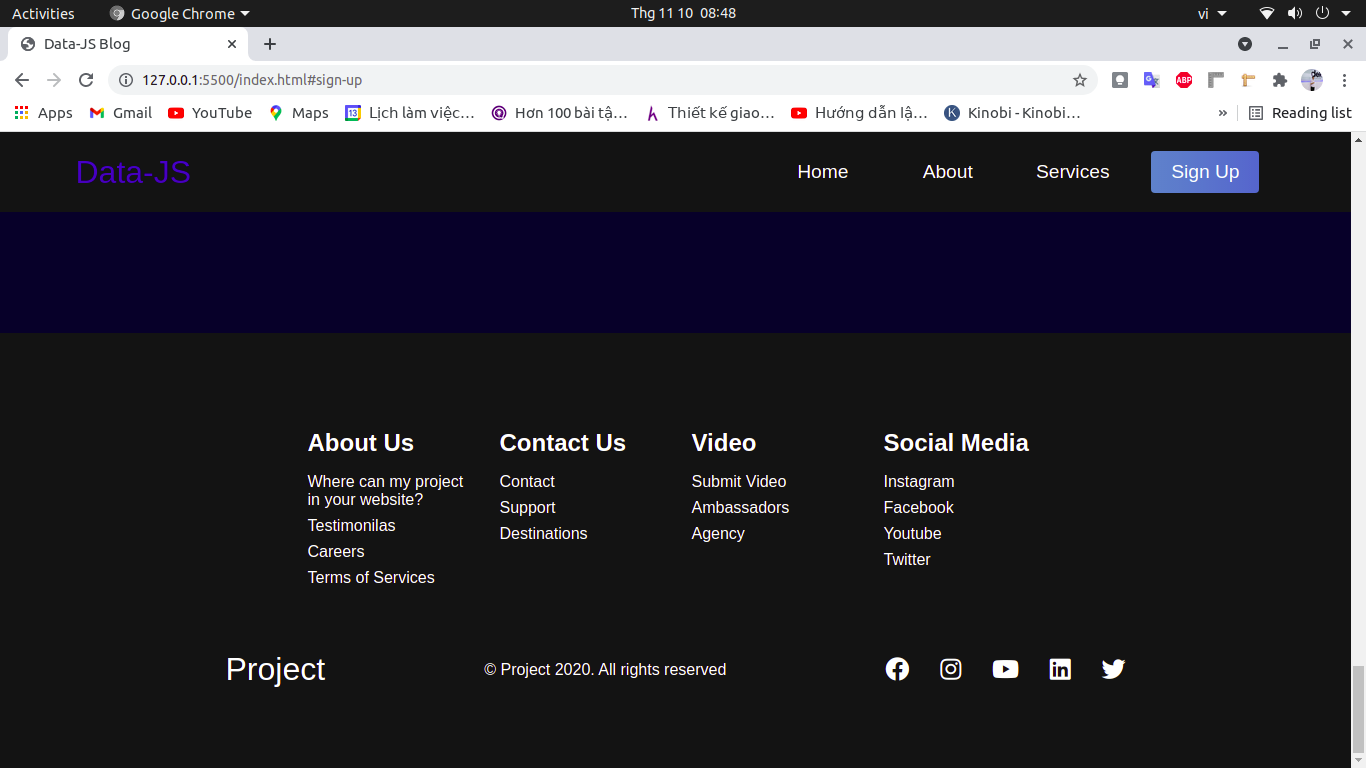 Activities Google Chrome Thg 11 10 08:48 vi
Data-JS Blog
127.0.0.1:5500/index.html#sign-up ABP
Apps Gmail YouTube Maps 13 Lịch làm việc… Hơn 100 bài tậ… Thiết kế giao… Hướng dẫn lậ… K Kinobi - Kinobi… » Reading list
Data-JS Home About Services Sign Up
About Us
Where can my project
in your website?
Testimonilas
Careers
Terms of Services
Contact Us
Contact
Support
Destinations
Video
Submit Video
Ambassadors
Agency
Social Media
Instagram
Facebook
Youtube
Twitter
Project © Project 2020. All rights reserved